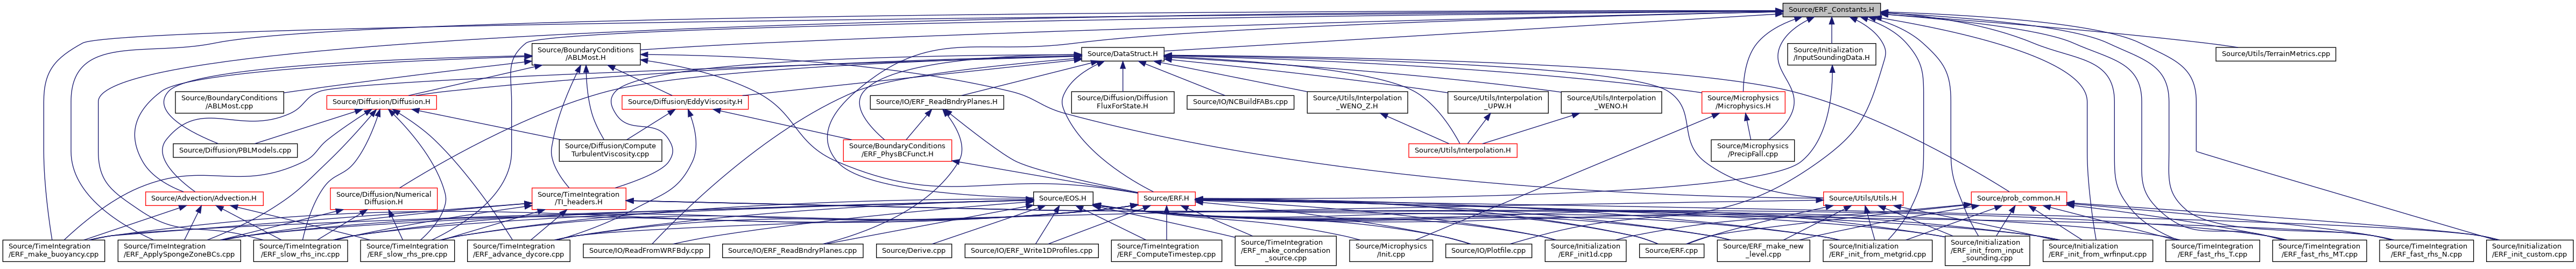 Source/ERF_Constants.H
Source/BoundaryConditions
/ABLMost.H
Source/DataStruct.H
Source/Initialization
/InputSoundingData.H
Source/Utils/TerrainMetrics.cpp
Source/BoundaryConditions
/ABLMost.cpp
Source/Diffusion/Diffusion.H
Source/Diffusion/EddyViscosity.H
Source/IO/ERF_ReadBndryPlanes.H
Source/Diffusion/Diffusion
FluxForState.H
Source/IO/NCBuildFABs.cpp
Source/Utils/Interpolation
_WENO_Z.H
Source/Utils/Interpolation
_UPW.H
Source/Utils/Interpolation
_WENO.H
Source/Microphysics
/Microphysics.H
Source/Diffusion/PBLModels.cpp
Source/Diffusion/Compute
TurbulentViscosity.cpp
Source/BoundaryConditions
/ERF_PhysBCFunct.H
Source/Utils/Interpolation.H
Source/Microphysics
/PrecipFall.cpp
Source/Advection/Advection.H
Source/Diffusion/Numerical
Diffusion.H
Source/TimeIntegration
/TI_headers.H
Source/EOS.H
Source/ERF.H
Source/Utils/Utils.H
Source/prob_common.H
Source/TimeIntegration
/ERF_make_buoyancy.cpp
Source/TimeIntegration
/ERF_ApplySpongeZoneBCs.cpp
Source/TimeIntegration
/ERF_slow_rhs_inc.cpp
Source/TimeIntegration
/ERF_slow_rhs_pre.cpp
Source/TimeIntegration
/ERF_advance_dycore.cpp
Source/IO/ReadFromWRFBdy.cpp
Source/IO/ERF_ReadBndryPlanes.cpp
Source/Derive.cpp
Source/IO/ERF_Write1DProfiles.cpp
Source/TimeIntegration
/ERF_ComputeTimestep.cpp
Source/TimeIntegration
/ERF_make_condensation
_source.cpp
Source/Microphysics
/Init.cpp
Source/IO/Plotfile.cpp
Source/Initialization
/ERF_init1d.cpp
Source/ERF.cpp
Source/ERF_make_new
_level.cpp
Source/Initialization
/ERF_init_from_metgrid.cpp
Source/Initialization
/ERF_init_from_input
_sounding.cpp
Source/Initialization
/ERF_init_from_wrfinput.cpp
Source/TimeIntegration
/ERF_fast_rhs_T.cpp
Source/TimeIntegration
/ERF_fast_rhs_MT.cpp
Source/TimeIntegration
/ERF_fast_rhs_N.cpp
Source/Initialization
/ERF_init_custom.cpp